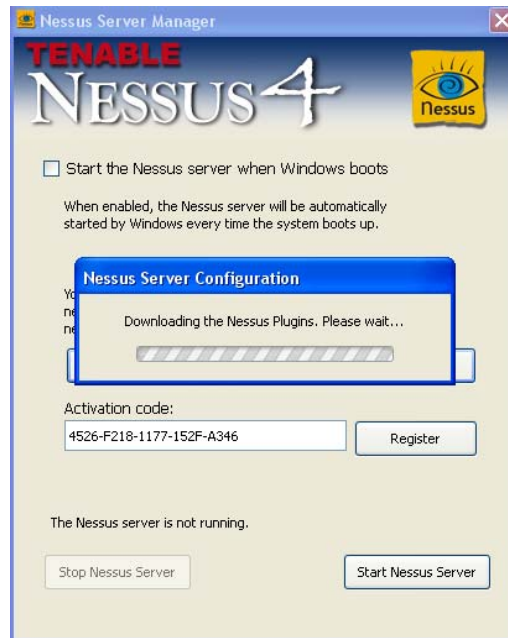 Nessus Server Manager
TENABLE
NESSUS 4
Nessus
Start the Nessus server when Windows boots
When enabled, the Nessus server will be automatically
started by Windows every time the system boots up.
Nessus Server Configuration
Downloading the Nessus Plugins. Please wait...
Activation code:
4526-F218-1177-152F-A346
Register
The Nessus server is not running.
Stop Nessus Server
Start Nessus Server